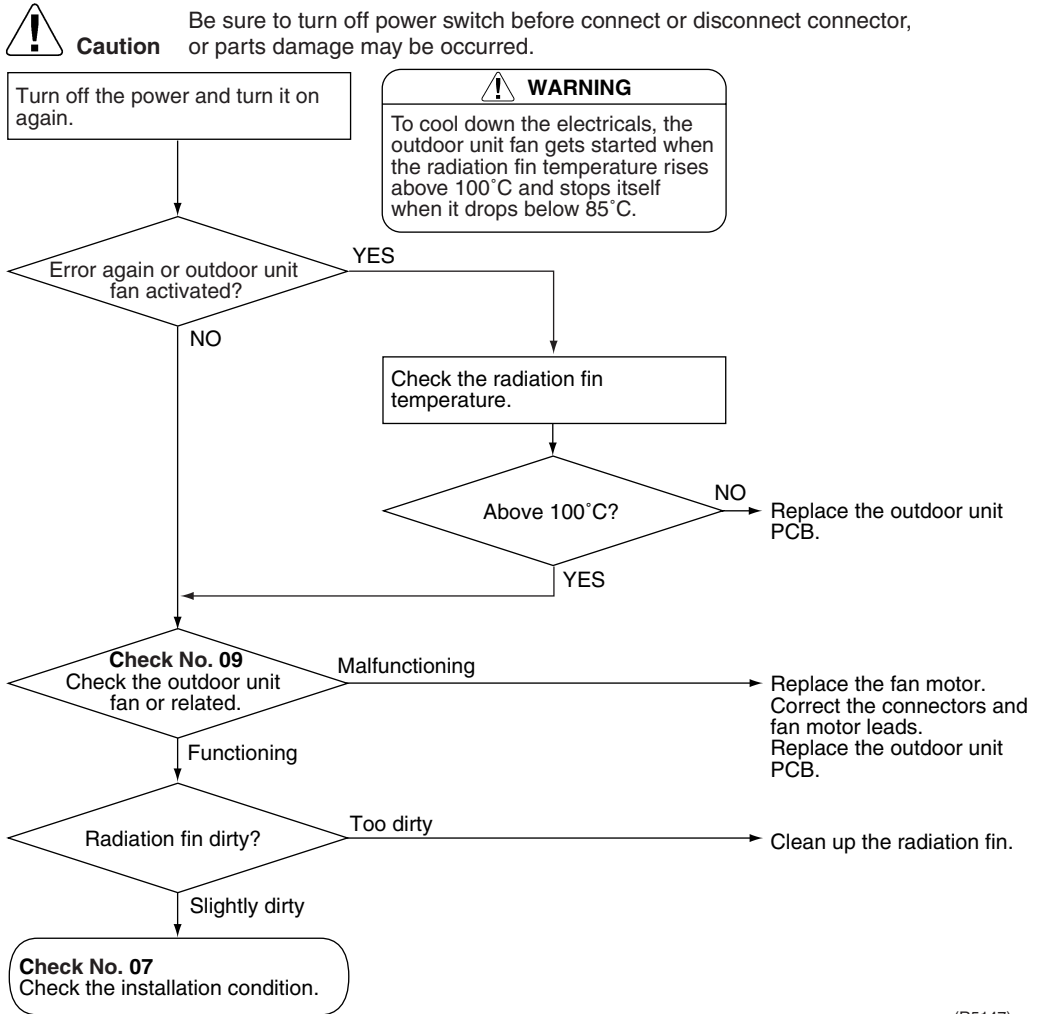 Caution
Be sure to turn off power switch before connect or disconnect connector,
or parts damage may be occurred.
Turn off the power and turn it on
again.
WARNING
To cool down the electricals, the
outdoor unit fan gets started when
the radiation fin temperature rises
above 100˚C and stops itself
when it drops below 85˚C.
Error again or outdoor unit
fan activated?
YES
NO
Check the radiation fin
temperature.
Above 100˚C?
NO
Replace the outdoor unit
PCB.
YES
Check No. 09
Check the outdoor unit
fan or related.
Malfunctioning
Replace the fan motor.
Correct the connectors and
fan motor leads.
Replace the outdoor unit
PCB.
Functioning
Radiation fin dirty?
Too dirty
Clean up the radiation fin.
Slightly dirty
Check No. 07
Check the installation condition.